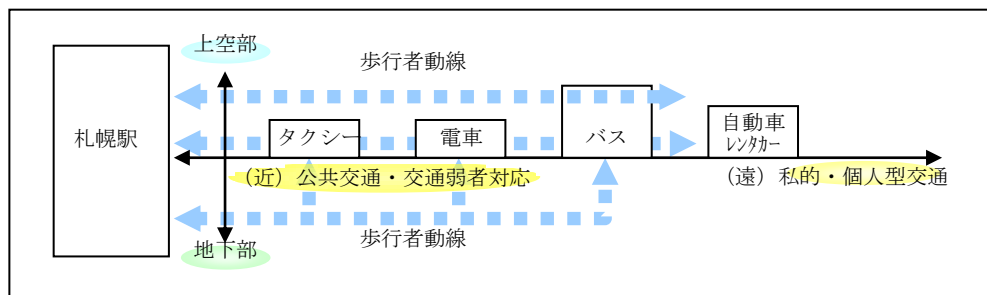 上空部
歩行者動線
札幌駅
タクシー
電車
バス
自動車
ﾚﾝﾀｶｰ
(近)公共交通・交通弱者対応
(遠)私的・個人型交通
歩行者動線
地下部